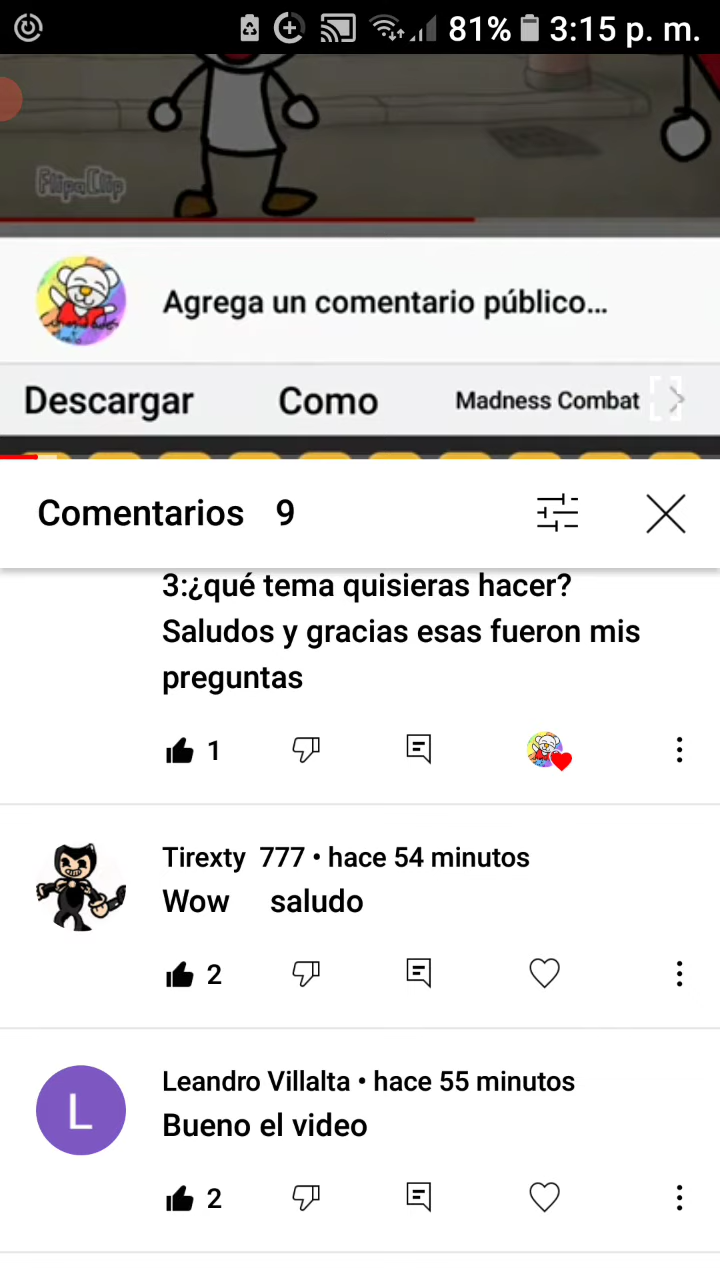 81% 3:15 p. m.
FlipaClip
Agrega un comentario público...
Descargar Como Madness Combat
Comentarios 9
3:¿qué tema quisieras hacer?
Saludos y gracias esas fueron mis
preguntas
1
Tirexty 777 • hace 54 minutos
Wow saludo
2
L
Leandro Villalta • hace 55 minutos
Bueno el video
2